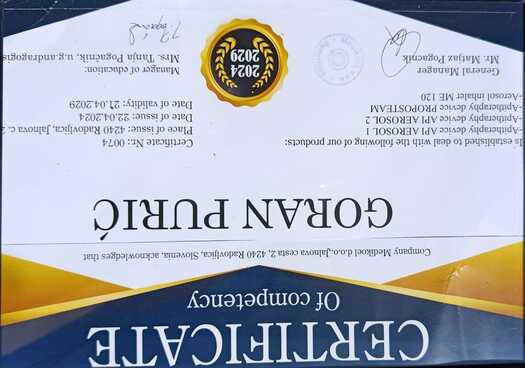 CERTIFICATE
Of competency
Company Medikoel d.o.o.,Jalnova cesta 2, 4240 Radovljica, Slovenia, acknowledges that
GORAN PURIĆ
Is established to deal with the following of our products:
-Apitheraphy device API AEROSOL 1
-Apitheraphy device API AEROSOL 2
-Apitheraphy device PROPOSTEAM
-Aerosol inhaler ME 120
Certificate Nr.: 0074
Place of issue: 4240 Radovljica, Jalnova c. 2
Date of issue: 22.04.2024
Date of validity: 21.04.2029
General Manager
Mr. Matjaz Pogacnik
2024
2029
Manager of education:
Mrs. Tanja Pogačnik, u.g.andragogis